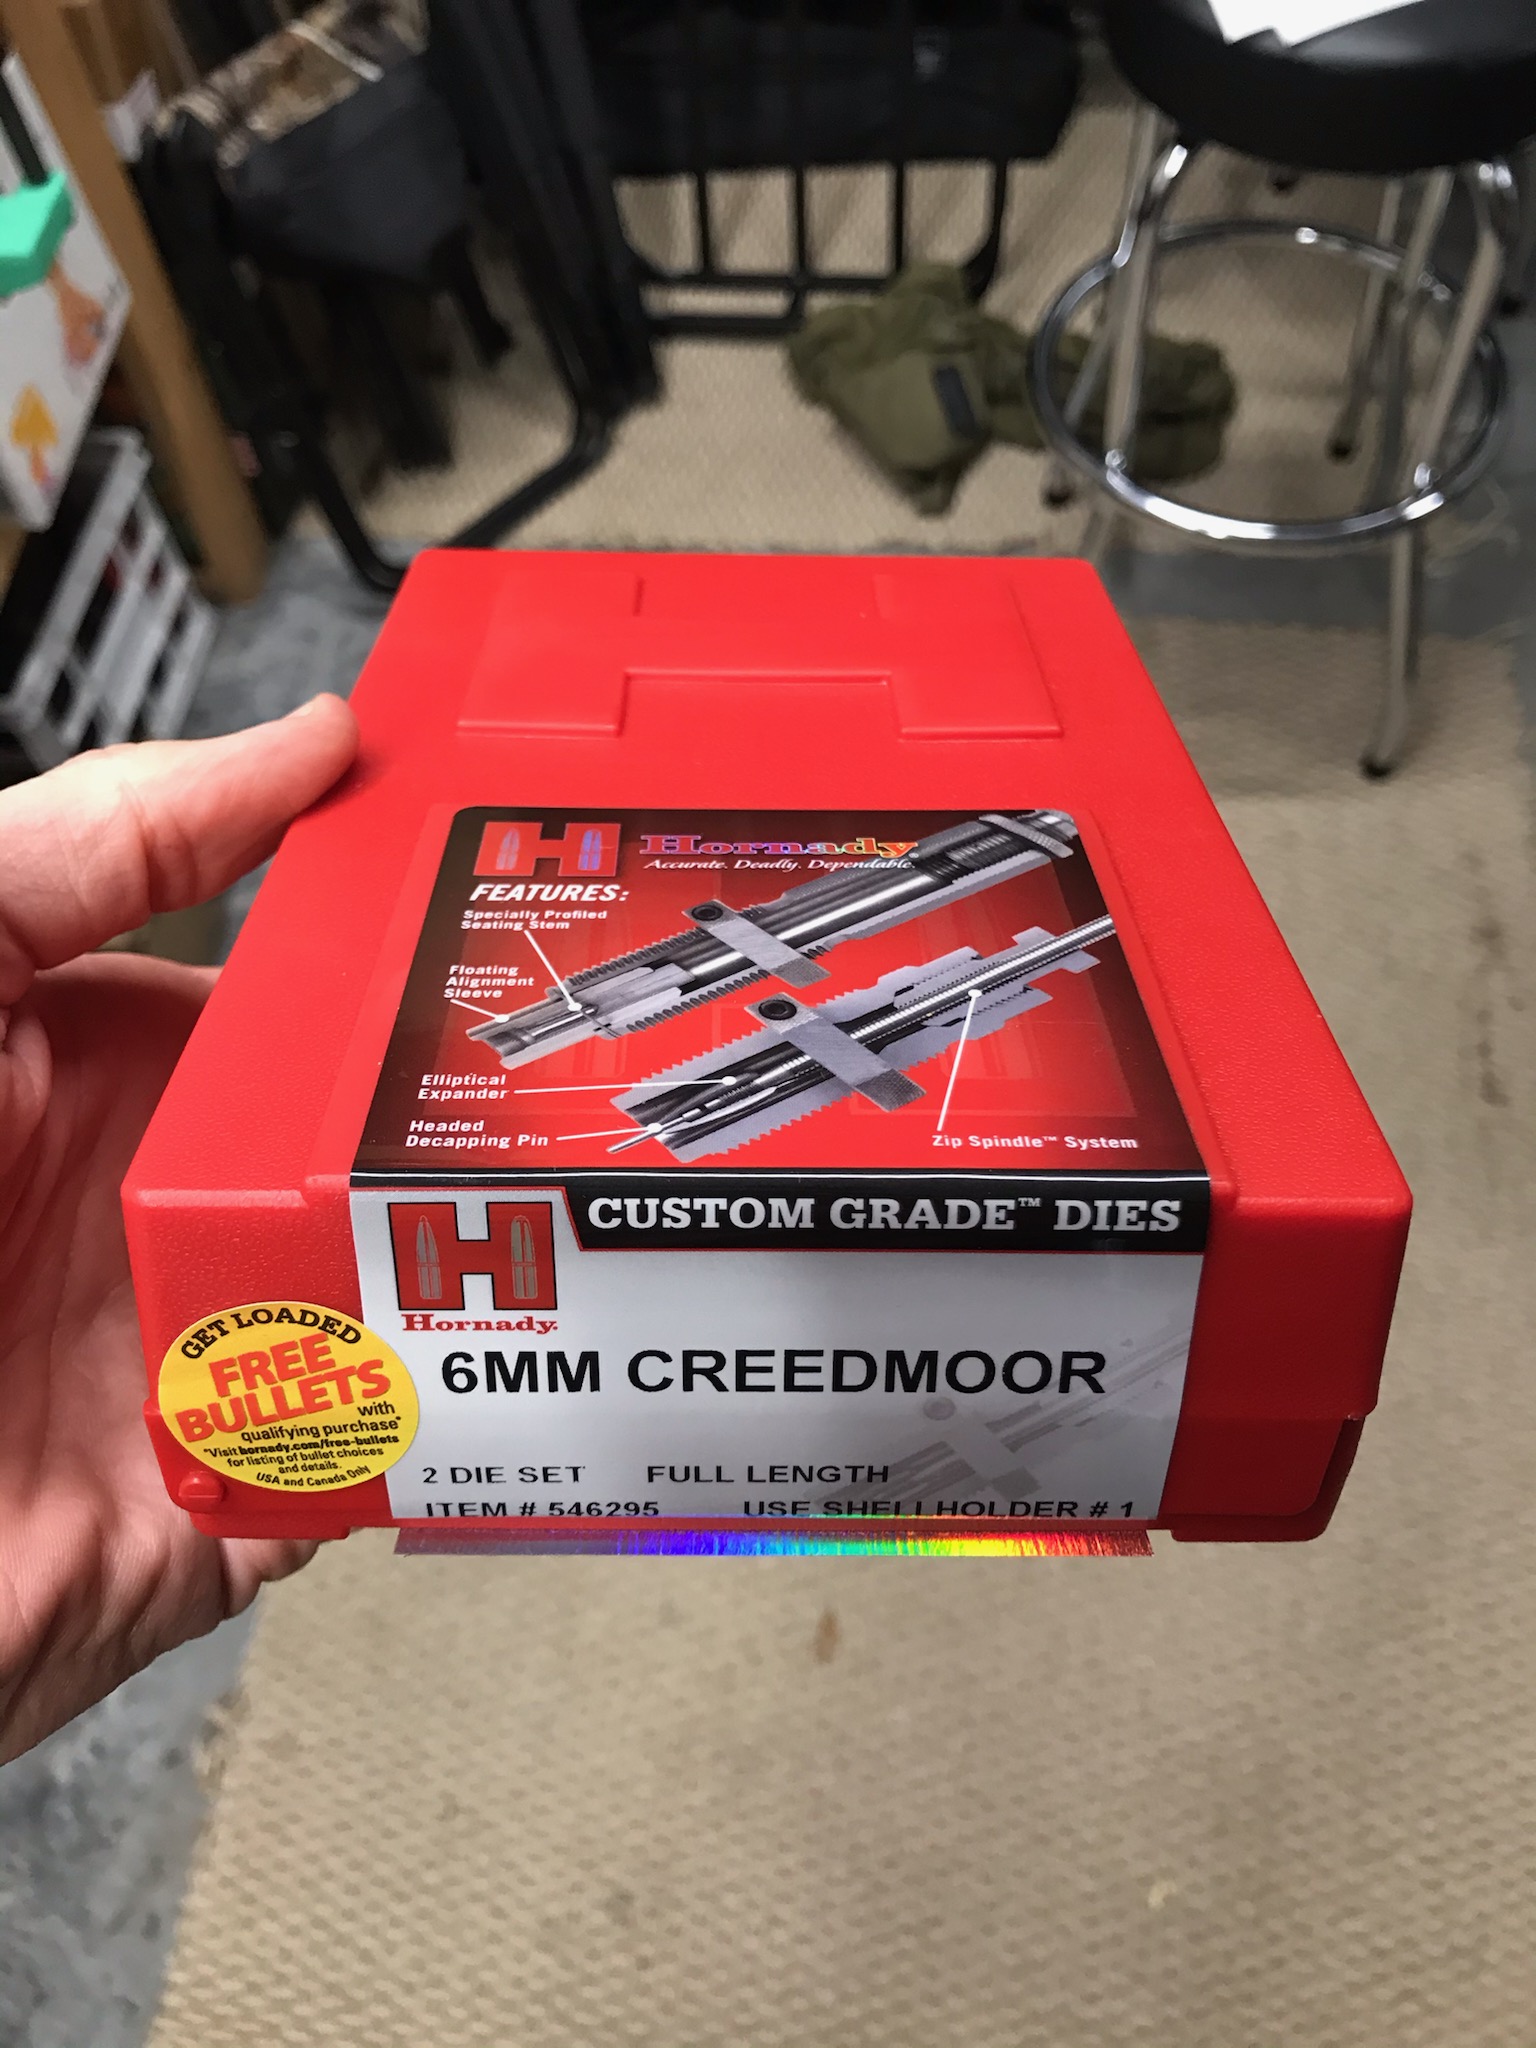 Hornady®
Accurate. Deadly. Dependable.
FEATURES:
Specially Profiled
Seating Stem
Floating
Alignment
Sleeve
Elliptical
Expander
Headed
Decapping Pin
Zip Spindle™ System
CUSTOM GRADE™ DIES
Hornady.
6MM CREEDMOOR
2 DIE SET FULL LENGTH
ITEM # 546295 USE SHELLHOLDER # 1
GET LOADED
FREE
BULLETS
with
qualifying purchase*
*Visit hornady.com/free-bullets
for listing of bullet choices
and details.
USA and Canada Only